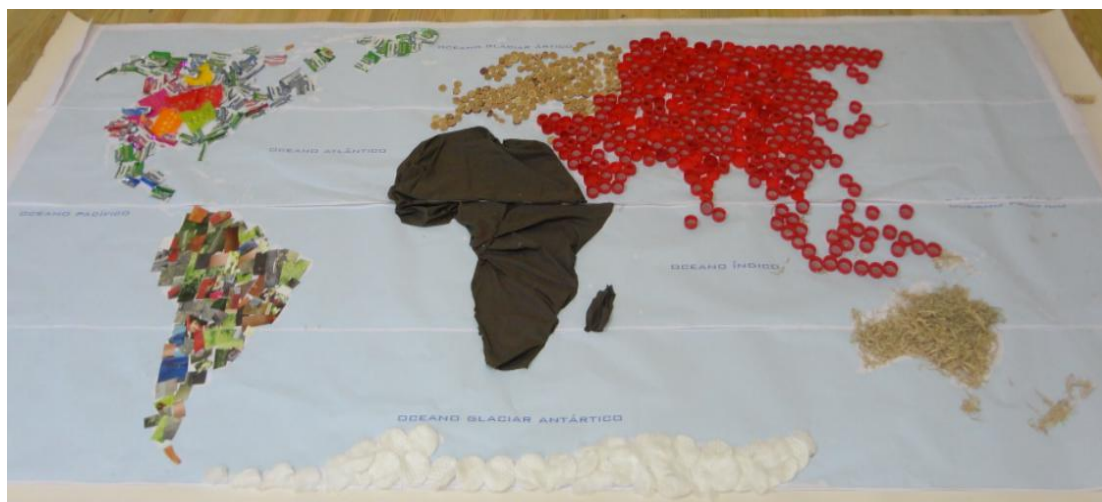 OCEANO GLACIAR ÁRTICO
OCEANO ATLÂNTICO
OCEANO PACÍFICO
OCEANO ÍNDICO
OCEANO GLACIAR ANTÁRTICO